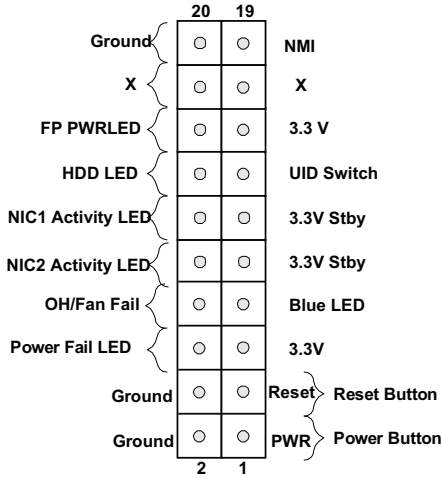 20 19
Ground NMI
X X
FP PWRLED 3.3 V
HDD LED UID Switch
NIC1 Activity LED 3.3V Stby
NIC2 Activity LED 3.3V Stby
OH/Fan Fail Blue LED
Power Fail LED 3.3V
Ground Reset Reset Button
Ground PWR Power Button
2 1